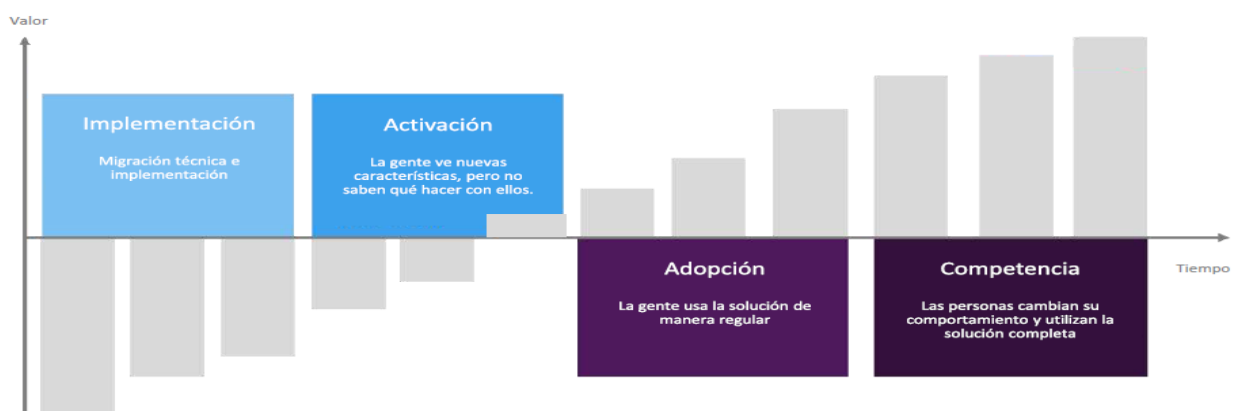 Valor
Implementación
Migración técnica e
implementación
Activación
La gente ve nuevas
características, pero no
saben qué hacer con ellos.
Adopción
La gente usa la solución de
manera regular
Competencia
Las personas cambian su
comportamiento y utilizan la
solución completa
Tiempo